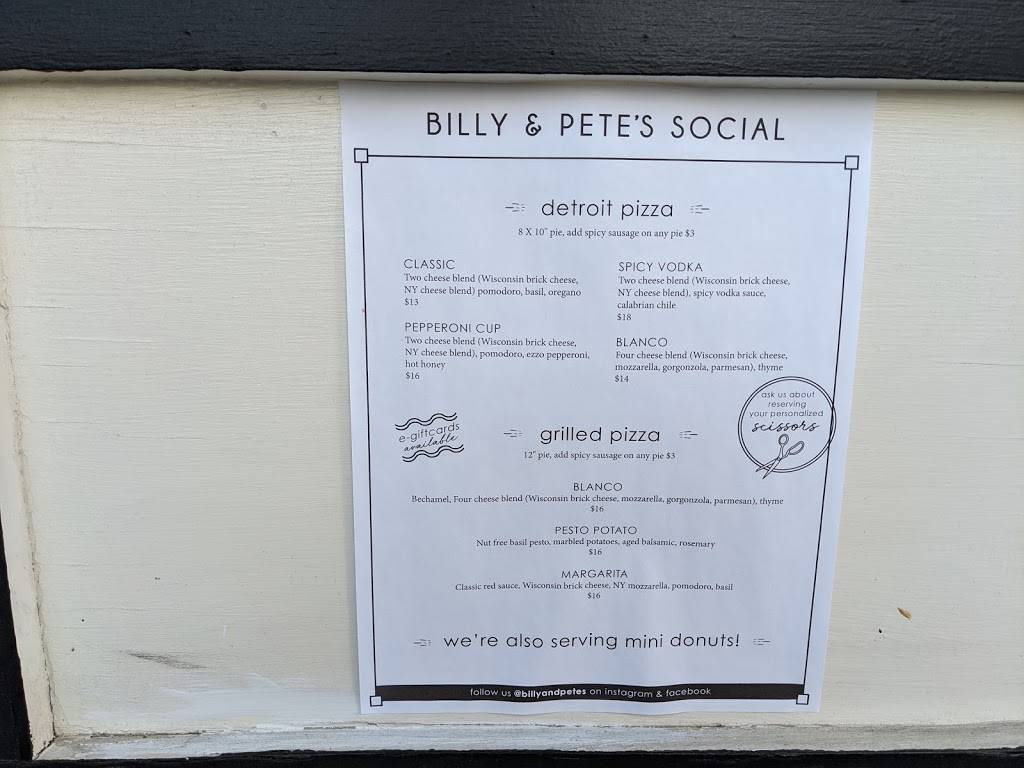 BILLY & PETE'S SOCIAL
detroit pizza
8 X 10" pie, add spicy sausage on any pie $3
CLASSIC
Two cheese blend (Wisconsin brick cheese,
NY cheese blend) pomodoro, basil, oregano
$13
PEPPERONI CUP
Two cheese blend (Wisconsin brick cheese,
NY cheese blend), pomodoro, ezzo pepperoni,
hot honey
$16
SPICY VODKA
Two cheese blend (Wisconsin brick cheese,
NY cheese blend), spicy vodka sauce,
calabrian chile
$18
BLANCO
Four cheese blend (Wisconsin brick cheese,
mozzarella, gorgonzola, parmesan), thyme
$14
ask us about
reserving
your personalized
scissors
e-giftcards
available
grilled pizza
12" pie, add spicy sausage on any pie $3
BLANCO
Bechamel, Four cheese blend (Wisconsin brick cheese, mozzarella, gorgonzola, parmesan), thyme
$16
PESTO POTATO
Nut free basil pesto, marbled potatoes, aged balsamic, rosemary
$16
MARGARITA
Classic red sauce, Wisconsin brick cheese, NY mozzarella, pomodoro, basil
$16
we're also serving mini donuts!
follow us @billyandpetes on instagram & facebook